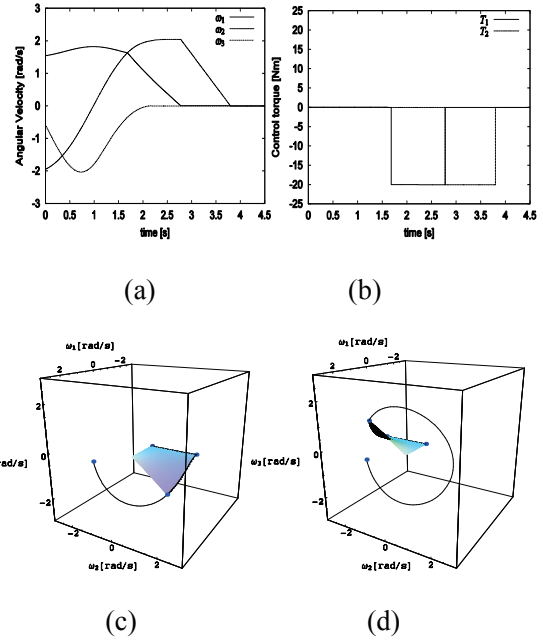 3
2
1
0
-1
-2
-3
Angular Velocity [rad/s]
ω1
ω2
ω3
0 0.5 1 1.5 2 2.5 3 3.5 4 4.5
time [s]
25
20
15
10
5
0
-5
-10
-15
-20
-25
Control torque [Nm]
T1
T2
0 0.5 1 1.5 2 2.5 3 3.5 4 4.5
time [s]
(a) (b)
ω1[rad/s]
2 0 -2
2
0
-2
rad/s]
-2 0 2
ω2[rad/s]
ω1[rad/s]
2 0 -2
2
0
-2
ω3[rad/s]
-2 0 2
ω2[rad/s]
(c) (d)